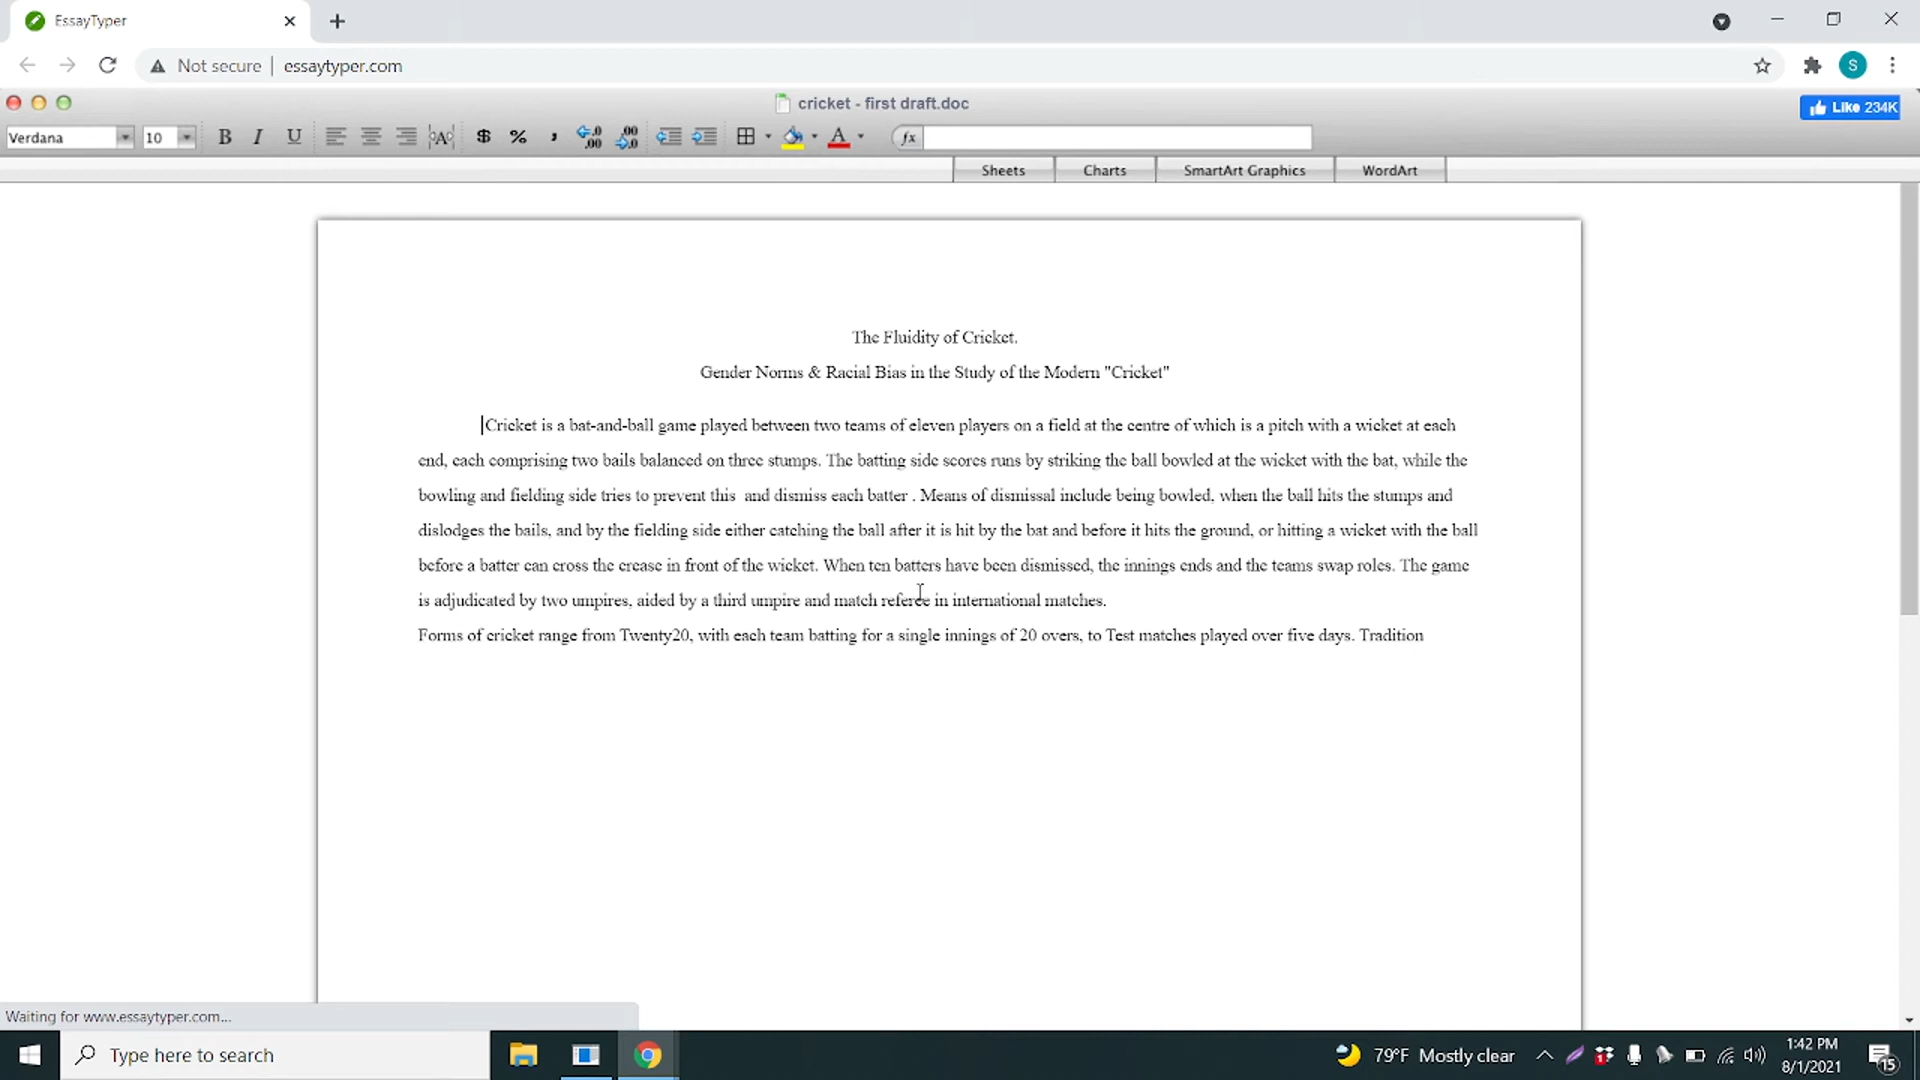 EssayTyper
Not secure
essaytyper.com
S
cricket - first draft.doc
Like 234K
Verdana
10
B I U
Sheets
Charts
SmartArt Graphics
WordArt
The Fluidity of Cricket.
Gender Norms & Racial Bias in the Study of the Modern "Cricket"
Cricket is a bat-and-ball game played between two teams of eleven players on a field at the centre of which is a pitch with a wicket at each
end, each comprising two bails balanced on three stumps. The batting side scores runs by striking the ball bowled at the wicket with the bat, while the
bowling and fielding side tries to prevent this  and dismiss each batter . Means of dismissal include being bowled, when the ball hits the stumps and
dislodges the bails, and by the fielding side either catching the ball after it is hit by the bat and before it hits the ground, or hitting a wicket with the ball
before a batter can cross the crease in front of the wicket. When ten batters have been dismissed, the innings ends and the teams swap roles. The game
is adjudicated by two umpires, aided by a third umpire and match referee in international matches.
Forms of cricket range from Twenty20, with each team batting for a single innings of 20 overs, to Test matches played over five days. Tradition
Waiting for www.essaytyper.com...
Type here to search
79°F Mostly clear
1:42 PM
8/1/2021
15